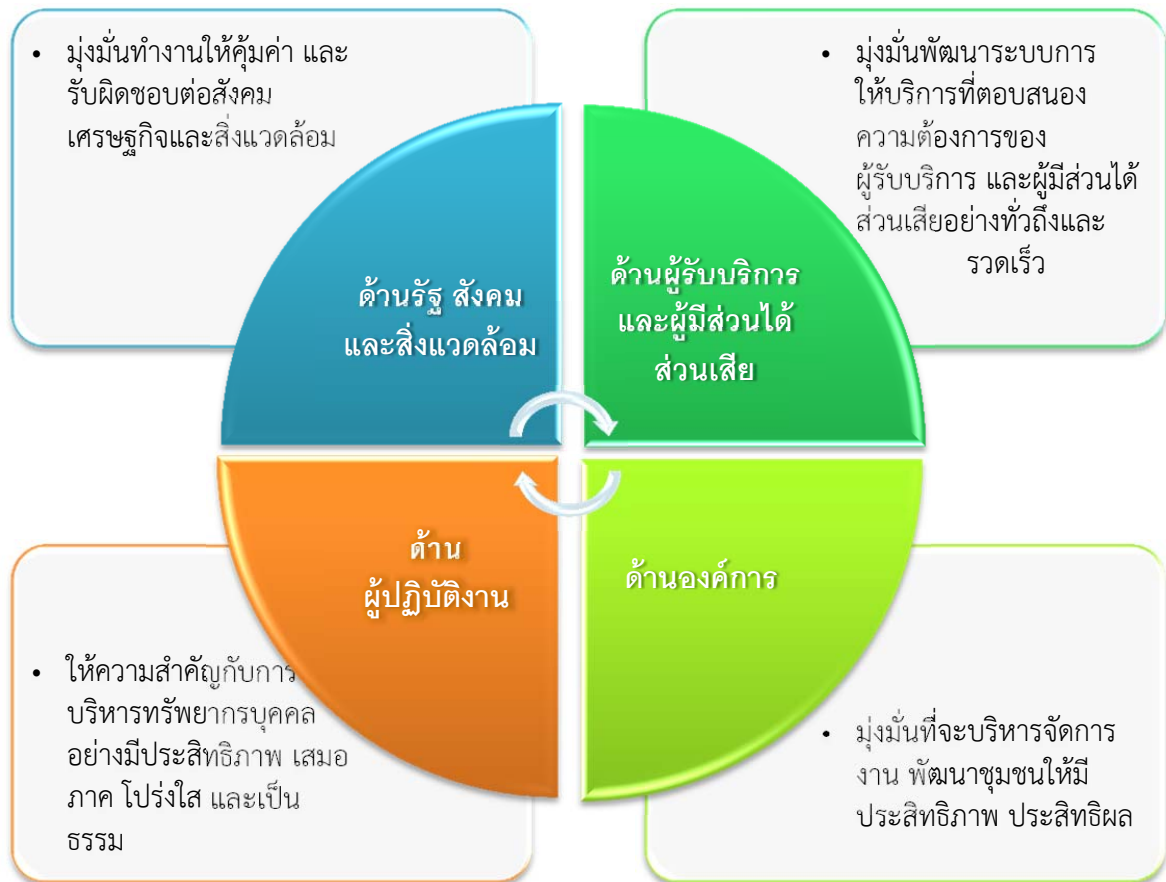 • มุ่งมั่นทำงานให้คุ้มค่า และ
รับผิดชอบต่อสังคม
เศรษฐกิจและสิ่งแวดล้อม
• มุ่งมั่นพัฒนาระบบการ
ให้บริการที่ตอบสนอง
ความต้องการของ
ผู้รับบริการ และผู้มีส่วนได้
ส่วนเสียอย่างทั่วถึงและ
รวดเร็ว
ด้านรัฐ สังคม
และสิ่งแวดล้อม
ด้านผู้รับบริการ
และผู้มีส่วนได้
ส่วนเสีย
ด้าน
ผู้ปฏิบัติงาน
ด้านองค์การ
• ให้ความสำคัญกับการ
บริหารทรัพยากรบุคคล
อย่างมีประสิทธิภาพ เสมอ
ภาค โปร่งใส และเป็น
ธรรม
• มุ่งมั่นที่จะบริหารจัดการ
งาน พัฒนาชุมชนให้มี
ประสิทธิภาพ ประสิทธิผล